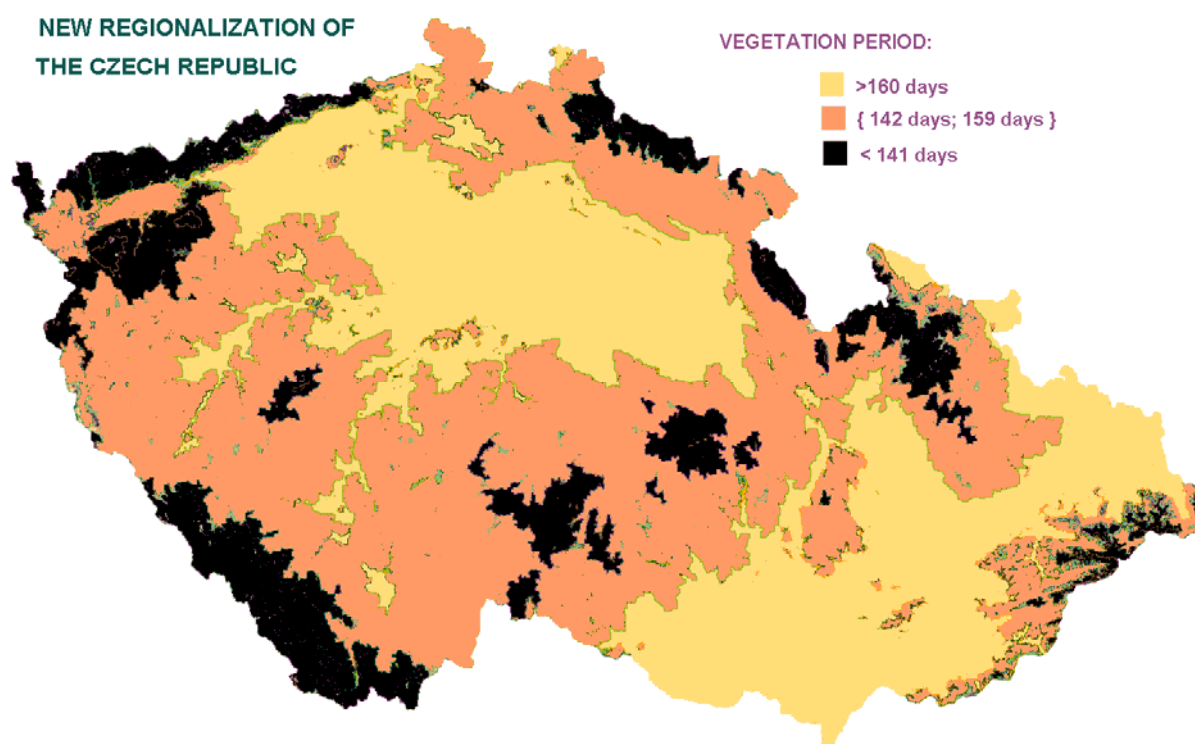 NEW REGIONALIZATION OF
THE CZECH REPUBLIC
VEGETATION PERIOD:
>160 days
{ 142 days; 159 days }
< 141 days